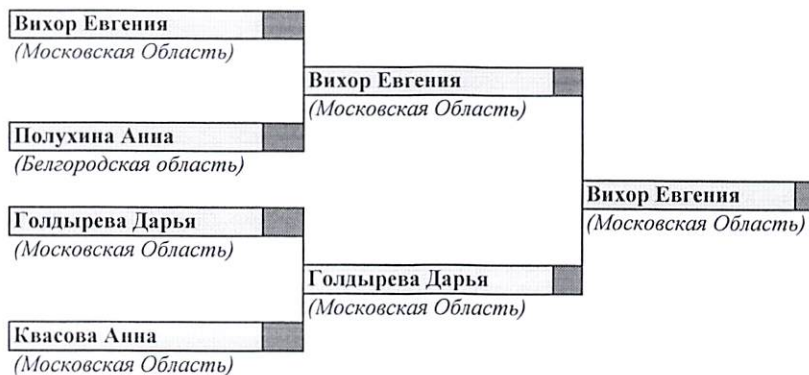 Вихор Евгения
(Московская Область)
Вихор Евгения
(Московская Область)
Полухина Анна
(Белгородская область)
Вихор Евгения
(Московская Область)
Голдырева Дарья
(Московская Область)
Голдырева Дарья
(Московская Область)
Квасова Анна
(Московская Область)